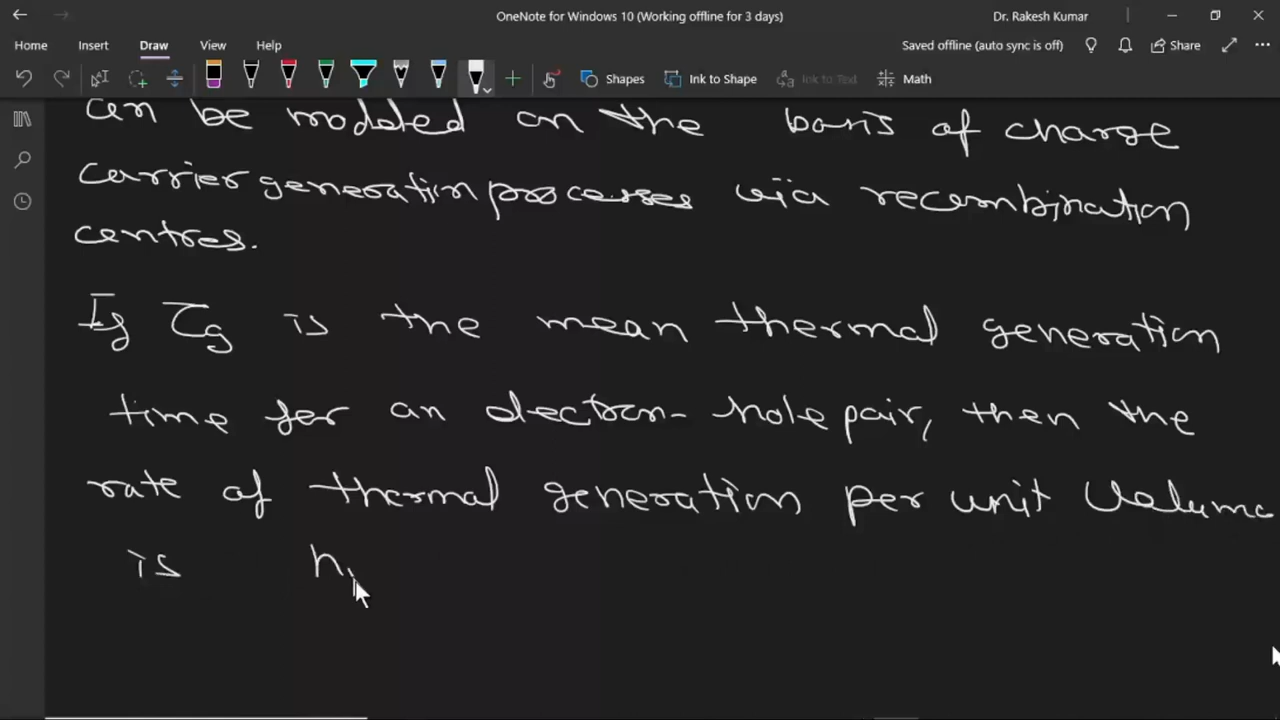 OneNote for Windows 10 (Working offline for 3 days)
Dr. Rakesh Kumar
Home Insert Draw View Help
Saved offline (auto sync is off) Share
Shapes Ink to Shape Ink to Text Math
can be modeled on the basis of charge
carrier generation processes via recombination
centres.
If τg is the mean thermal generation
time for an electron-hole pair, then the
rate of thermal generation per unit volume
is ni